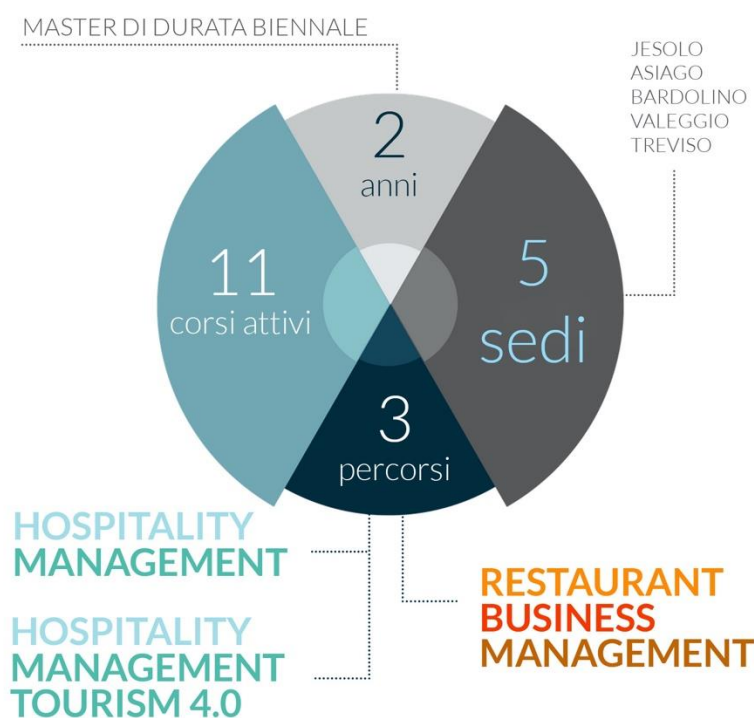 MASTER DI DURATA BIENNALE
JESOLO
ASIAGO
BARDOLINO
VALEGGIO
TREVISO
2
anni
11
corsi attivi
5
sedi
3
percorsi
HOSPITALITY
MANAGEMENT
HOSPITALITY
MANAGEMENT
TOURISM 4.0
RESTAURANT
BUSINESS
MANAGEMENT